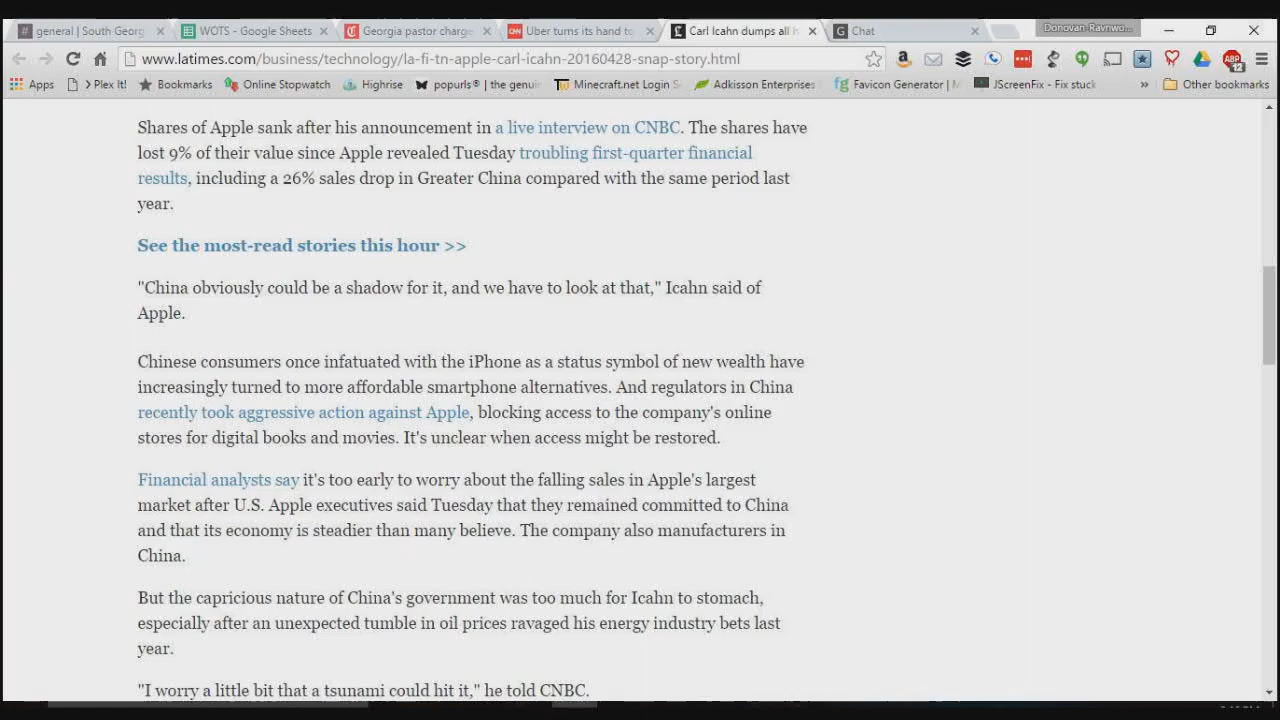 general | South Georg
WOTS - Google Sheets
Georgia pastor charge
Uber turns its hand to
Carl Icahn dumps all h
Chat
Donovan-Ravnwo...
www.latimes.com/business/technology/la-fi-tn-apple-carl-icahn-20160428-snap-story.html
Apps
> Plex It!
Bookmarks
Online Stopwatch
Highrise
popurls® | the genuin
Minecraft.net Login S
Adkisson Enterprises
Favicon Generator | M
JScreenFix - Fix stuck
»
Other bookmarks
ABP
12
Shares of Apple sank after his announcement in a live interview on CNBC. The shares have
lost 9% of their value since Apple revealed Tuesday troubling first-quarter financial
results, including a 26% sales drop in Greater China compared with the same period last
year.
See the most-read stories this hour >>
"China obviously could be a shadow for it, and we have to look at that," Icahn said of
Apple.
Chinese consumers once infatuated with the iPhone as a status symbol of new wealth have
increasingly turned to more affordable smartphone alternatives. And regulators in China
recently took aggressive action against Apple, blocking access to the company's online
stores for digital books and movies. It's unclear when access might be restored.
Financial analysts say it's too early to worry about the falling sales in Apple's largest
market after U.S. Apple executives said Tuesday that they remained committed to China
and that its economy is steadier than many believe. The company also manufacturers in
China.
But the capricious nature of China's government was too much for Icahn to stomach,
especially after an unexpected tumble in oil prices ravaged his energy industry bets last
year.
"I worry a little bit that a tsunami could hit it," he told CNBC.